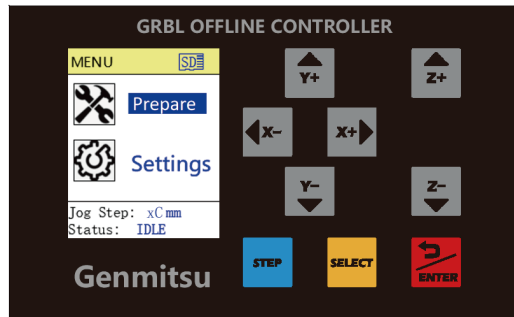 GRBL OFFLINE CONTROLLER
MENU SD
Prepare
Settings
Jog Step: xC mm
Status: IDLE
Genmitsu
Y+
Z+
X-
X+
Y-
Z-
STEP
SELECT
ENTER